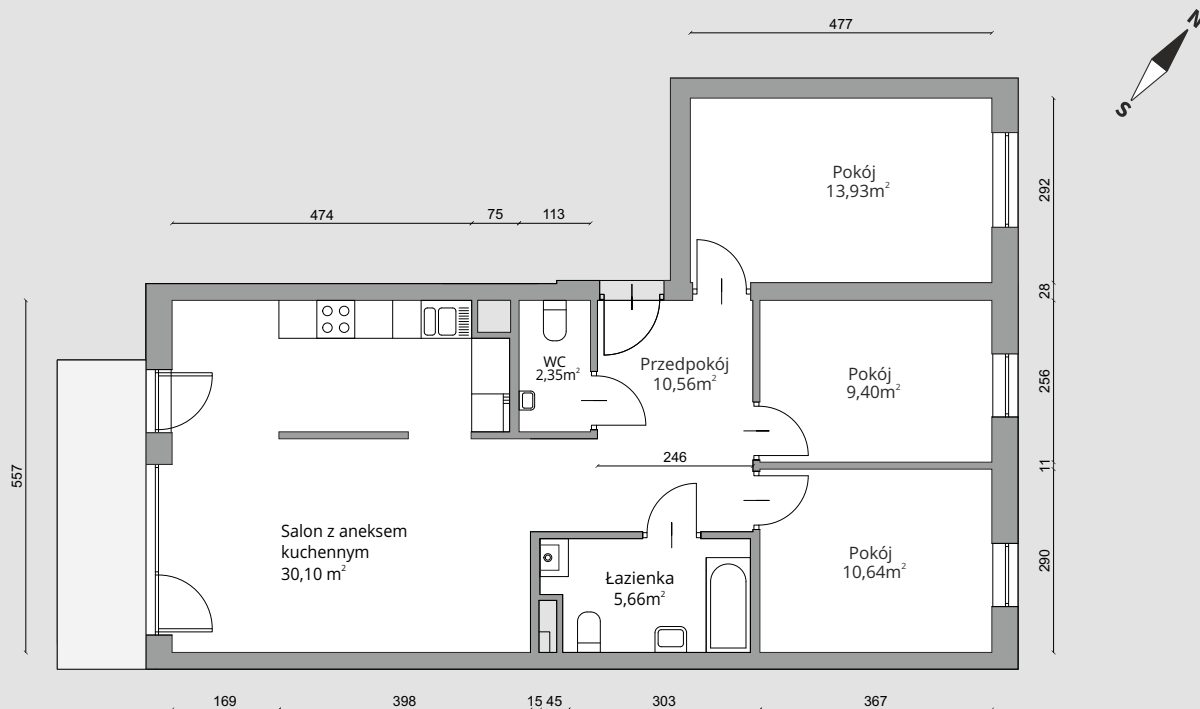 477
N
S
Pokój
13,93m²
292
474
75
113
28
WC
2,35m²
Przedpokój
10,56m²
Pokój
9,40m²
256
557
246
11
Salon z aneksem
kuchennym
30,10 m²
Łazienka
5,66m²
Pokój
10,64m²
290
169
398
15 45
303
367